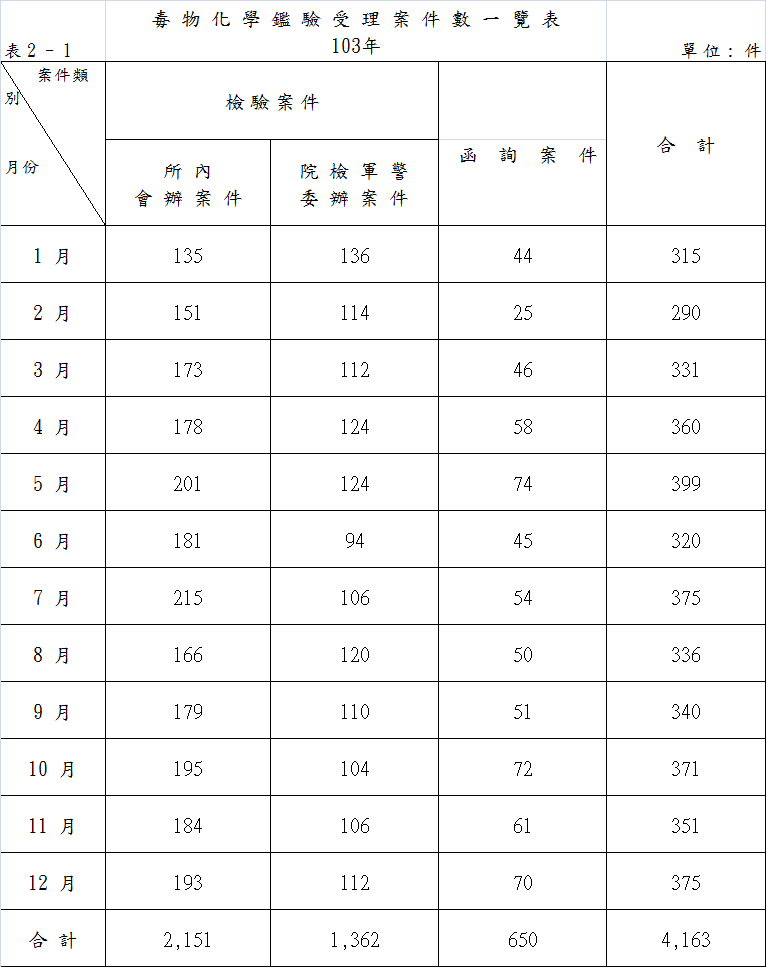 毒物化學鑑驗受理案件數一覽表
表2-1 103年 單位:件
案件類
別
月份
檢驗案件
函詢案件
合計
所內
會辦案件
院檢軍警
委辦案件
1月 135 136 44 315
2月 151 114 25 290
3月 173 112 46 331
4月 178 124 58 360
5月 201 124 74 399
6月 181 94 45 320
7月 215 106 54 375
8月 166 120 50 336
9月 179 110 51 340
10月 195 104 72 371
11月 184 106 61 351
12月 193 112 70 375
合計 2,151 1,362 650 4,163